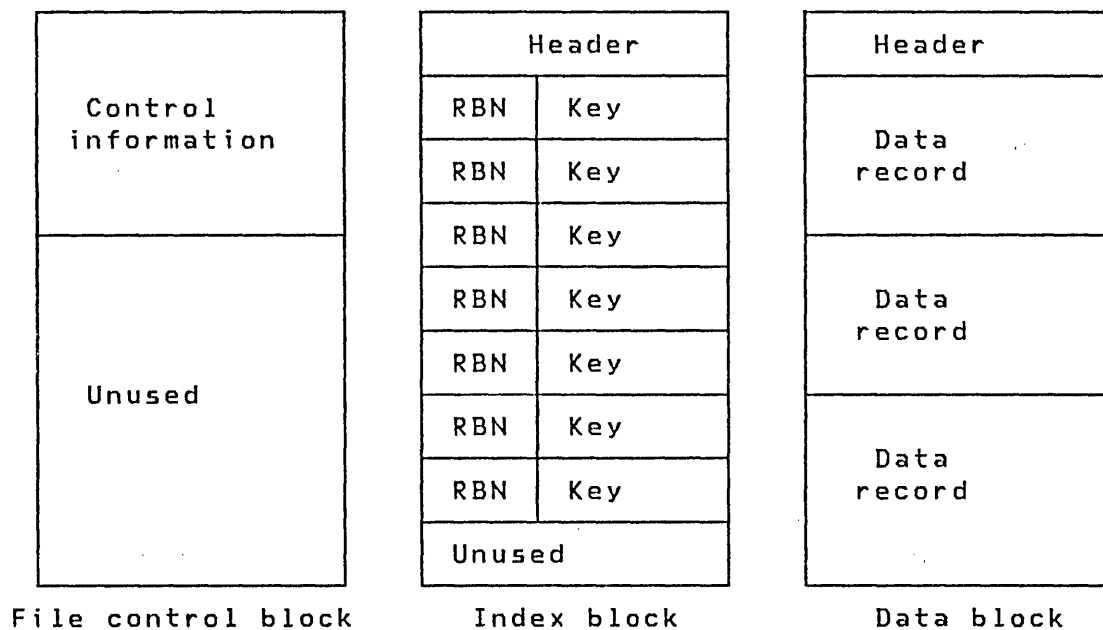 Control
information
Unused
File control block
Header
RBN Key
RBN Key
RBN Key
RBN Key
RBN Key
RBN Key
RBN Key
Unused
Index block
Header
Data
record
Data
record
Data
record
Data block